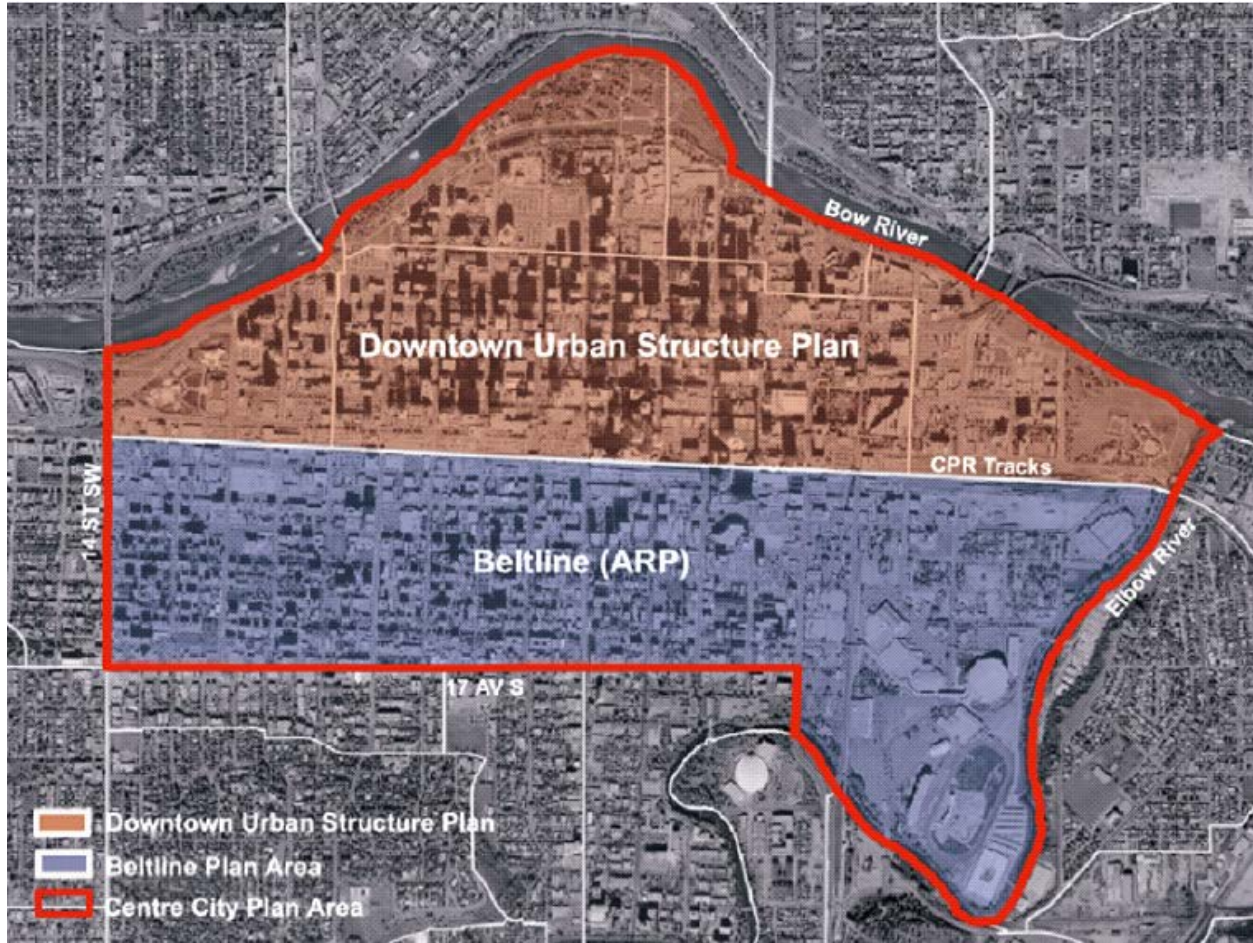 Bow River
Downtown Urban Structure Plan
CPR Tracks
14 ST SW
Beltline (ARP)
Elbow River
17 AV S
Downtown Urban Structure Plan
Beltline Plan Area
Centre City Plan Area